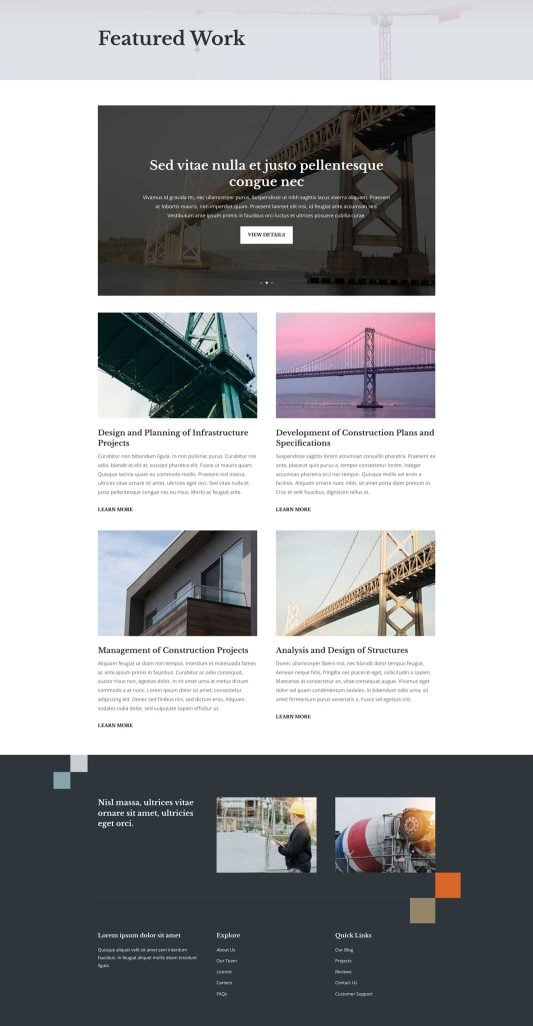 Featured Work
Sed vitae nulla et justo pellentesque
congue nec
Vivamus id gravida mi, nec ullamcorper purus. Suspendisse ut nibh sagittis lacus viverra aliquam. Praesent
ac lobortis mauris, non imperdiet quam. Praesent laoreet elit nisi, id feugiat ante accumsan sed.
Vestibulum ante ipsum primis in faucibus orci luctus et ultrices posuere cubilia curae.
VIEW DETAILS
Design and Planning of Infrastructure
Projects
Curabitur non bibendum ligula. In non pulvinar purus. Curabitur nisi
odio, blandit et elit at, suscipit pharetra elit. Fusce ut mauris quam.
Quisque lacinia quam eu commodo mollis. Praesent nisl massa,
ultrices vitae ornare sit amet, ultricies eget orci. Sed vitae nulla et
justo pellentesque congue nec eu risus. Morbi ac feugiat ante.
LEARN MORE
Development of Construction Plans and
Specifications
Suspendisse sagittis lorem accumsan convallis pharetra. Praesent ex
ante, placerat quis purus a, tempor consectetur lorem. Integer
accumsan pharetra orci nec tempor. Quisque mollis vel enim a
facilisis. Aliquam ornare nunc nibh, sit amet porta diam pretium in.
Cras et velit faucibus, dignissim tellus at.
LEARN MORE
Management of Construction Projects
Aliquam feugiat ut diam non tempus. Interdum et malesuada fames
ac ante ipsum primis in faucibus. Curabitur ac odio consequat,
auctor risus non, egestas dolor. In sit amet urna at metus dictum
commodo a at nunc. Lorem ipsum dolor sit amet, consectetur
adipiscing elit. Donec sed finibus nisi, sed dictum eros. Aliquam
sodales nulla dolor, sed vulputate sapien efficitur ut.
LEARN MORE
Analysis and Design of Structures
Donec ullamcorper libero nisl, nec blandit dolor tempus feugiat.
Aenean neque felis, fringilla nec placerat eget, sollicitudin a sapien.
Maecenas at consectetur ex, vitae consequat augue. Vivamus eget
dolor vel quam condimentum sodales. In bibendum odio urna, sit
amet fermentum purus venenatis a. Fusce vel egestas nisl.
LEARN MORE
Nisl massa, ultrices vitae
ornare sit amet, ultricies
eget orci.
Lorem ipsum dolor sit amet
Quisque aliquet velit sit amet sem interdum
faucibus. In feugiat aliquet mollis etiam tincidunt
ligula.
Explore
About Us
Our Team
License
Careers
FAQs
Quick Links
Our Blog
Projects
Reviews
Contact Us
Customer Support